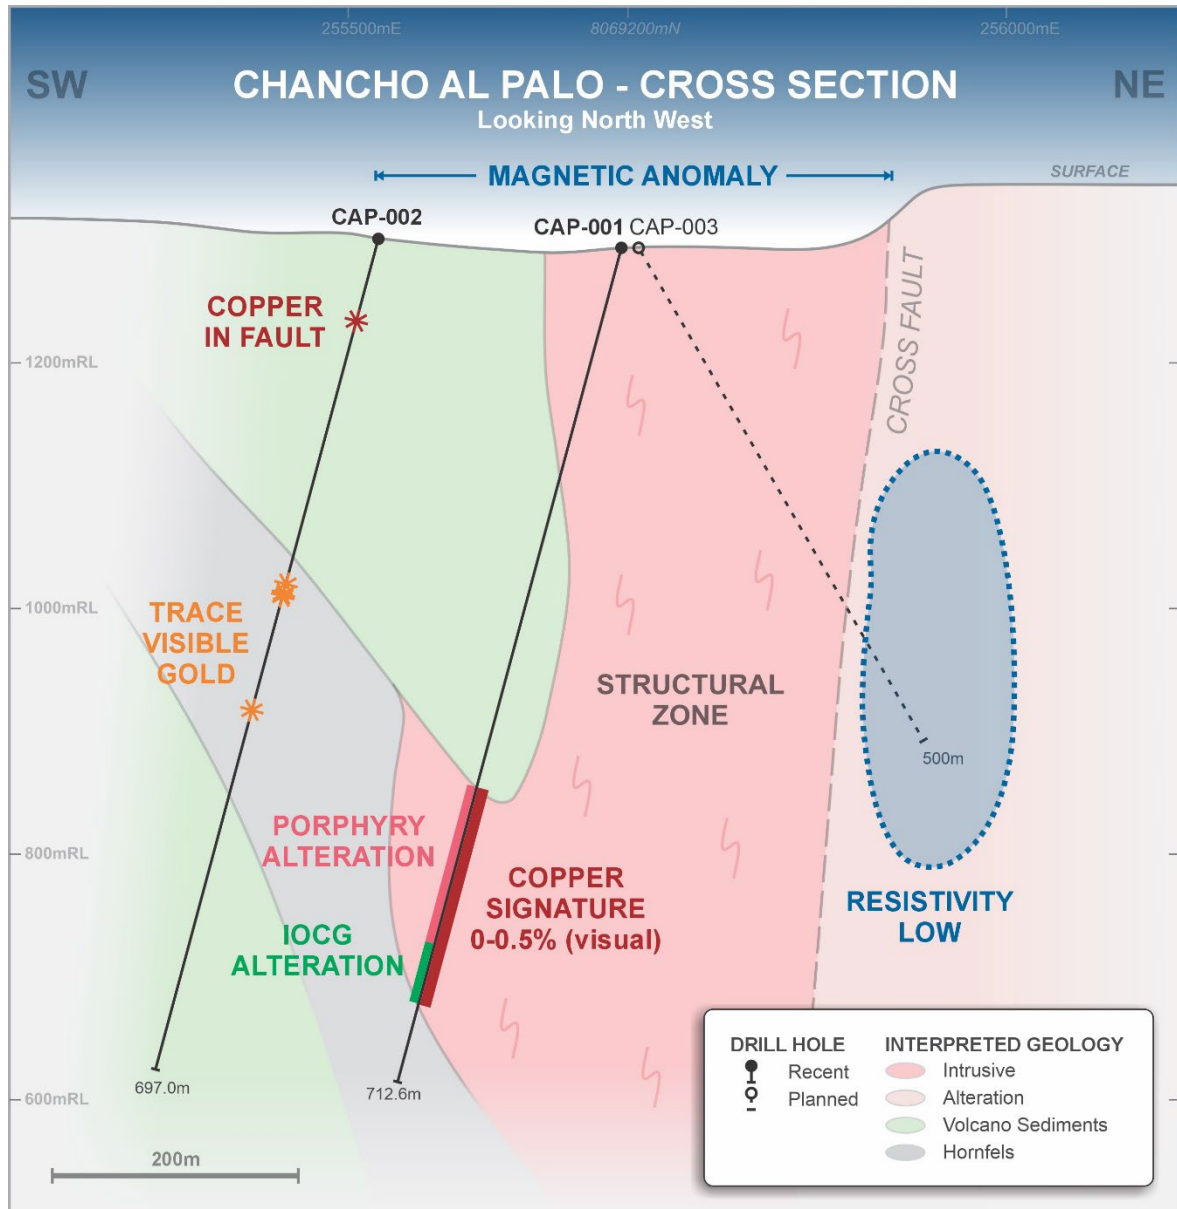 255500mE
8069200mN
256000mE
SW
CHANCHO AL PALO - CROSS SECTION
NE
Looking North West
MAGNETIC ANOMALY
SURFACE
CAP-002
CAP-001 CAP-003
COPPER
IN FAULT
CROSS FAULT
1200mRL
1000mRL
TRACE
VISIBLE
GOLD
STRUCTURAL
ZONE
500m
800mRL
PORPHYRY
ALTERATION
COPPER
SIGNATURE
0-0.5% (visual)
RESISTIVITY
LOW
IOCG
ALTERATION
697.0m
712.6m
600mRL
200m
DRILL HOLE
Recent
Planned
INTERPRETED GEOLOGY
Intrusive
Alteration
Volcano Sediments
Hornfels